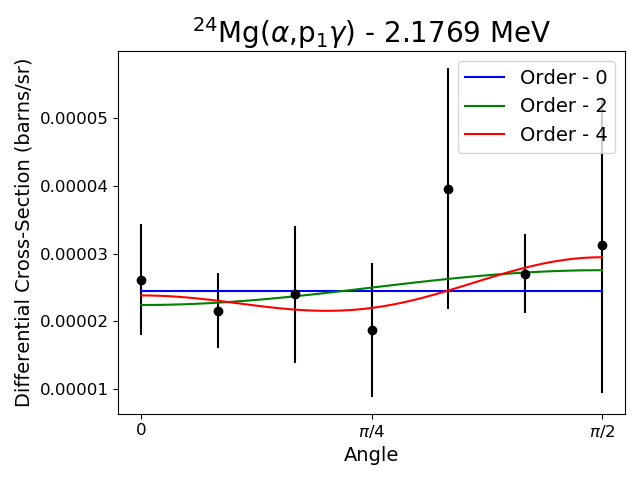 ²⁴Mg(α,p₁γ) - 2.1769 MeV
Differential Cross-Section (barns/sr)
0.00005
0.00004
0.00003
0.00002
0.00001
Order - 0
Order - 2
Order - 4
0
π/4
π/2
Angle